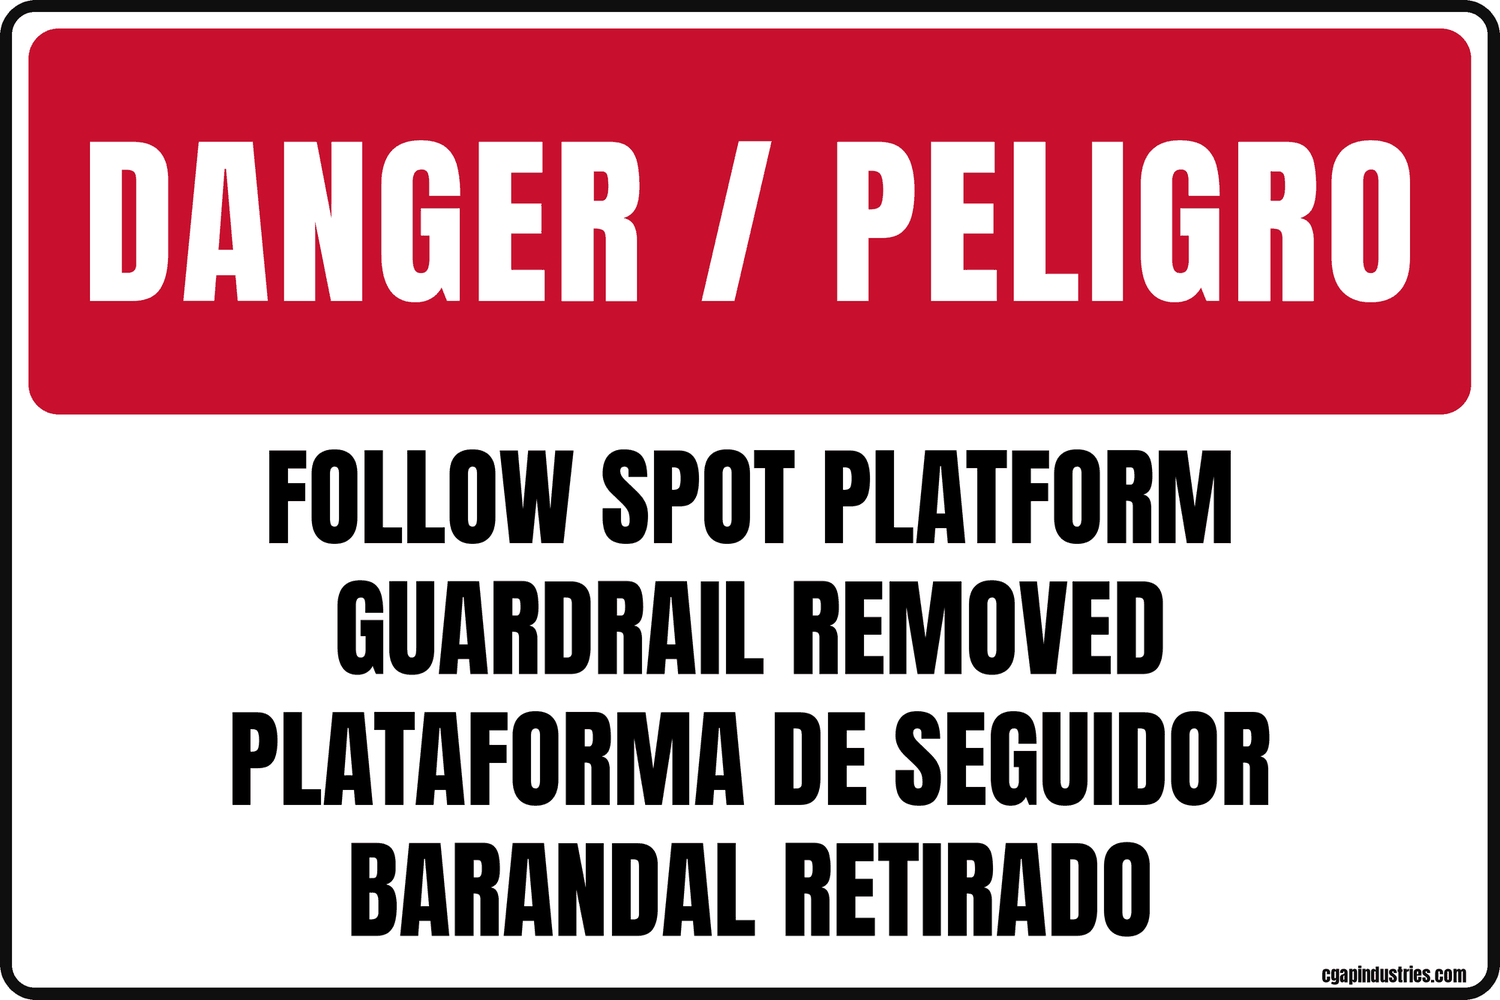 DANGER / PELIGRO
FOLLOW SPOT PLATFORM
GUARDRAIL REMOVED
PLATAFORMA DE SEGUIDOR
BARANDAL RETIRADO
cgapindustries.com